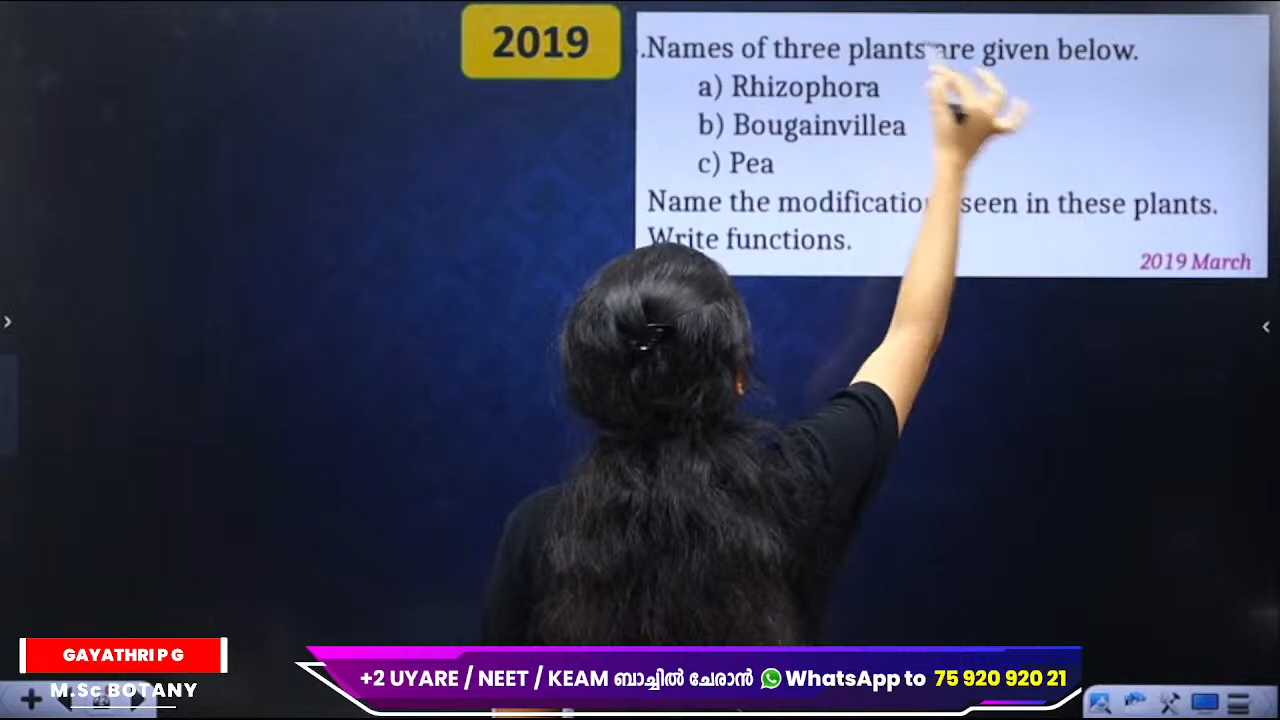 2019
.Names of three plants are given below.
a) Rhizophora
b) Bougainvillea
c) Pea
Name the modification seen in these plants.
Write functions.
2019 March
GAYATHRI P G
M.Sc BOTANY
+2 UYARE / NEET / KEAM ബാച്ചിൽ ചേരാൻ WhatsApp to 75 920 920 21